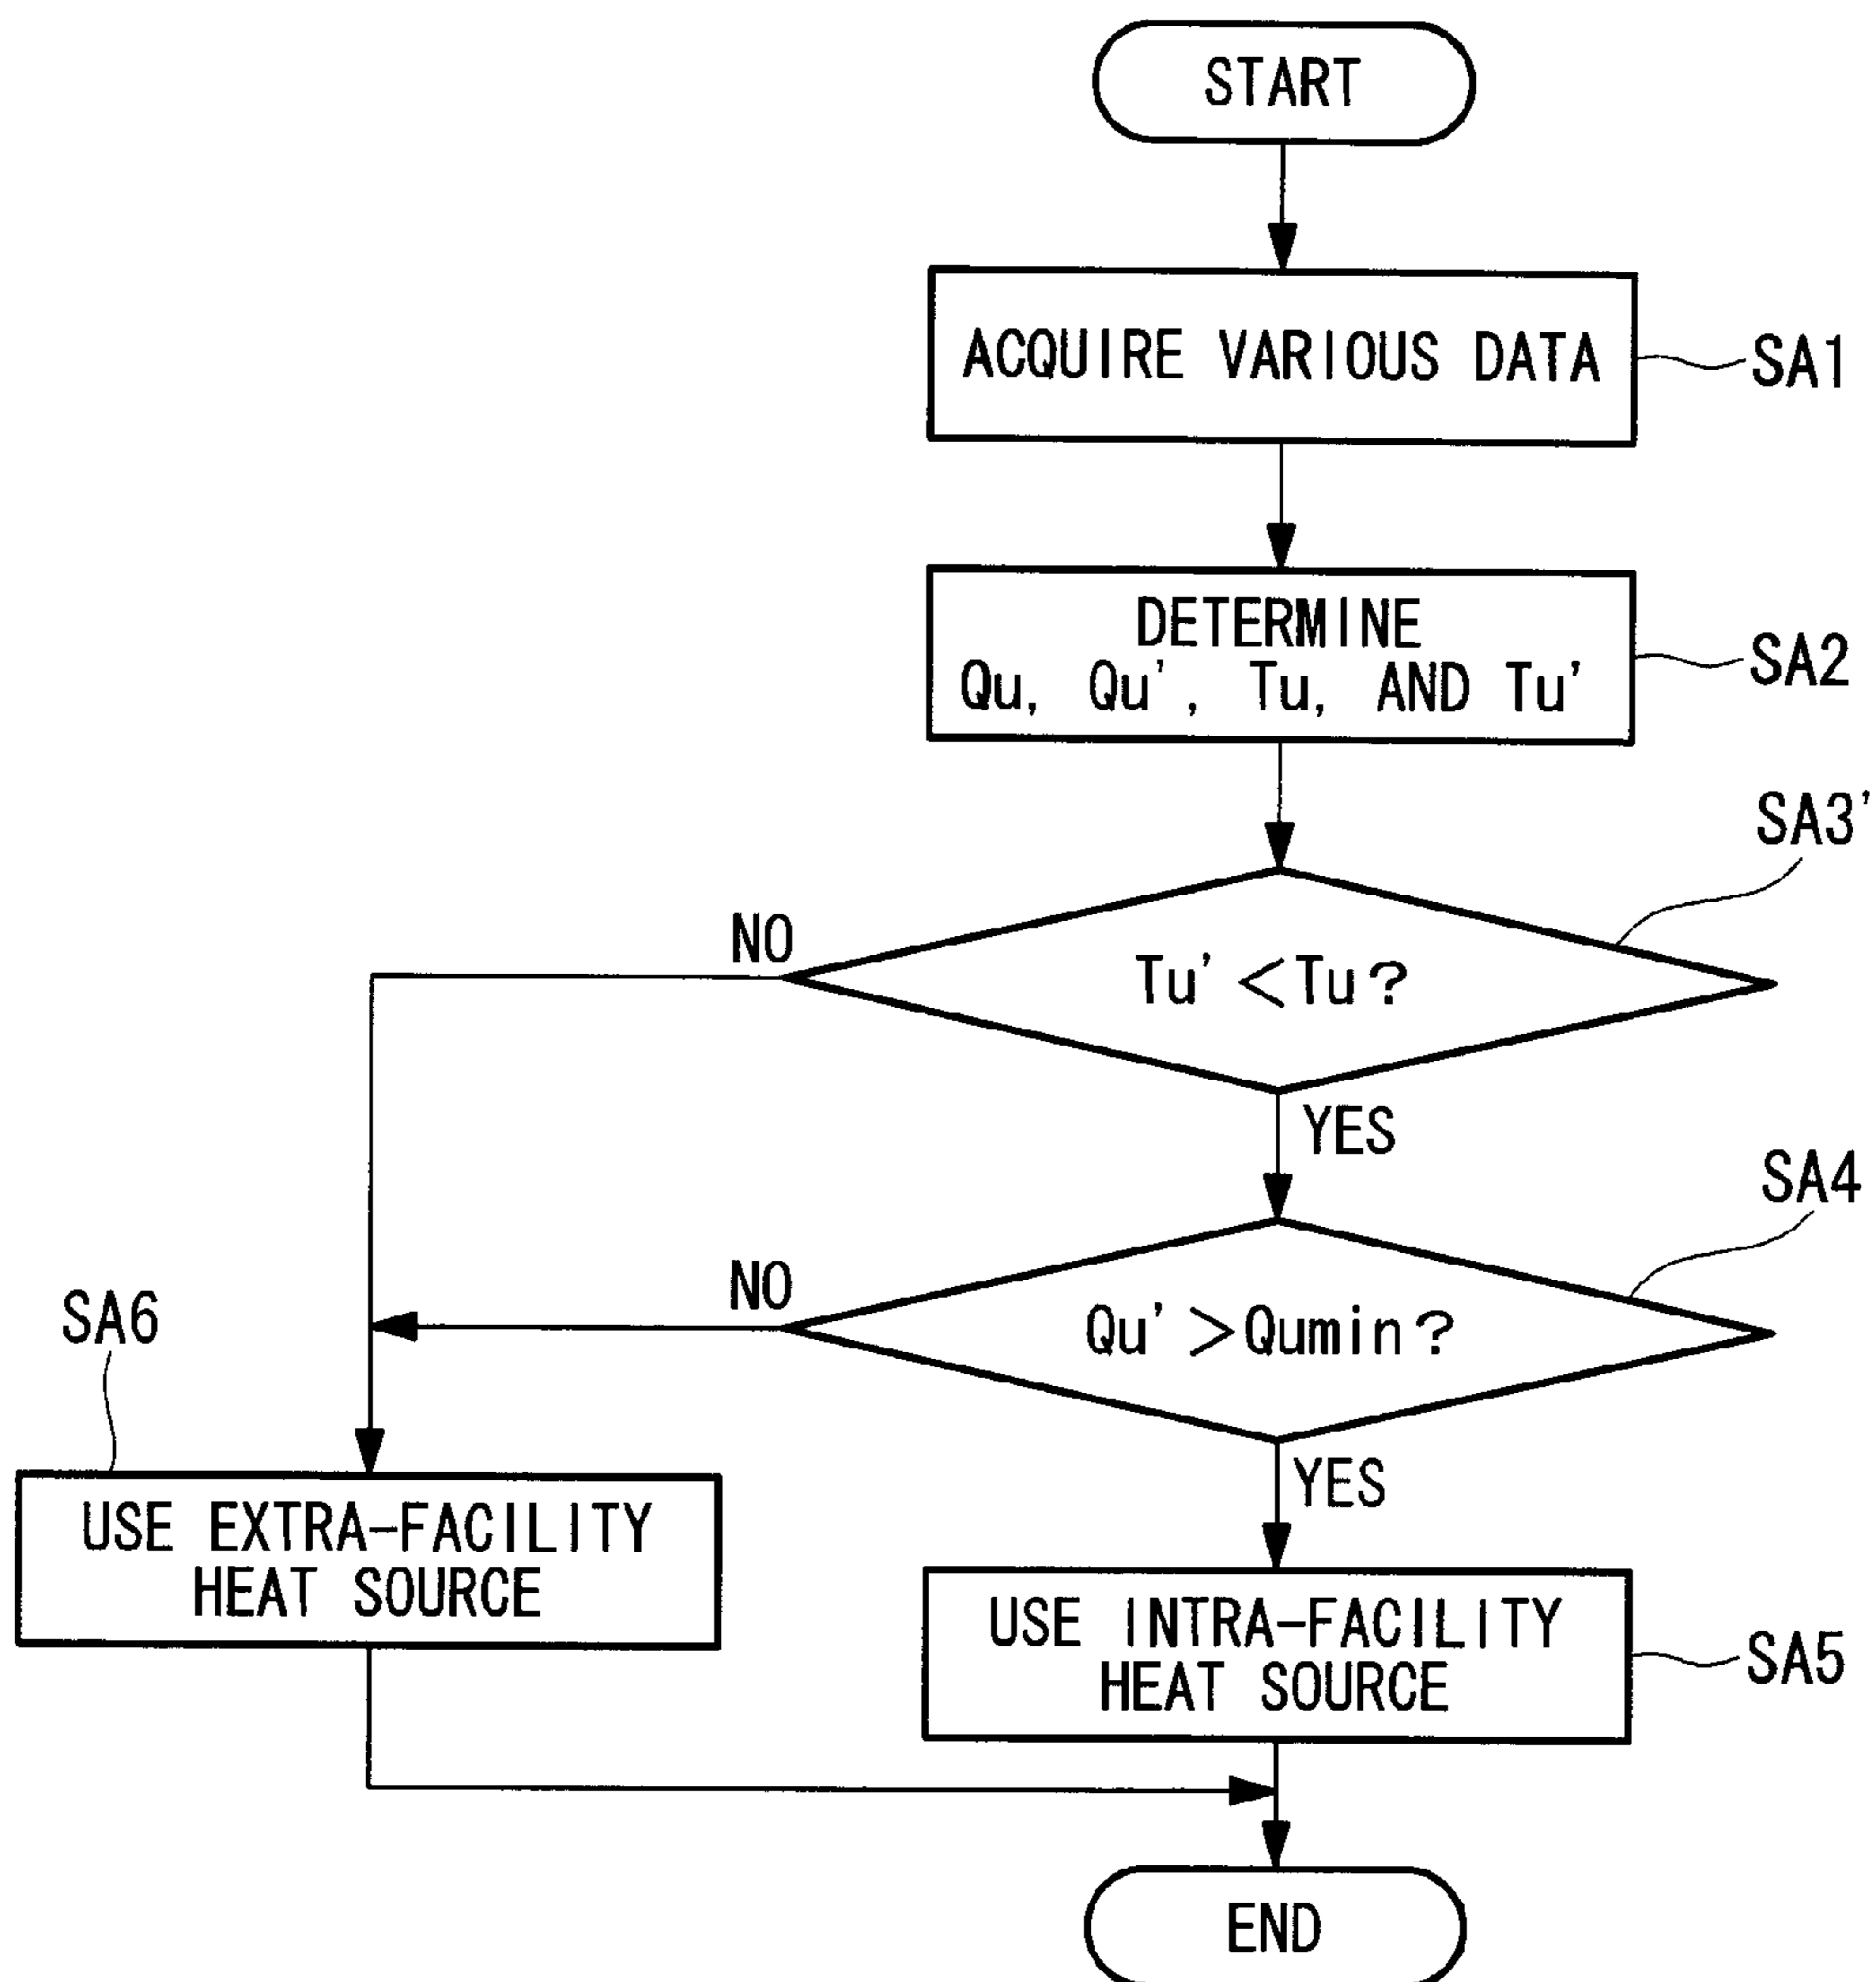 START
ACQUIRE VARIOUS DATA
SA1
DETERMINE
Qu, Qu', Tu, AND Tu'
SA2
SA3'
NO
Tu' <Tu?
YES
SA4
NO
Qu' >Qumin?
SA6
YES
USE EXTRA-FACILITY
HEAT SOURCE
USE INTRA-FACILITY
HEAT SOURCE
SA5
END